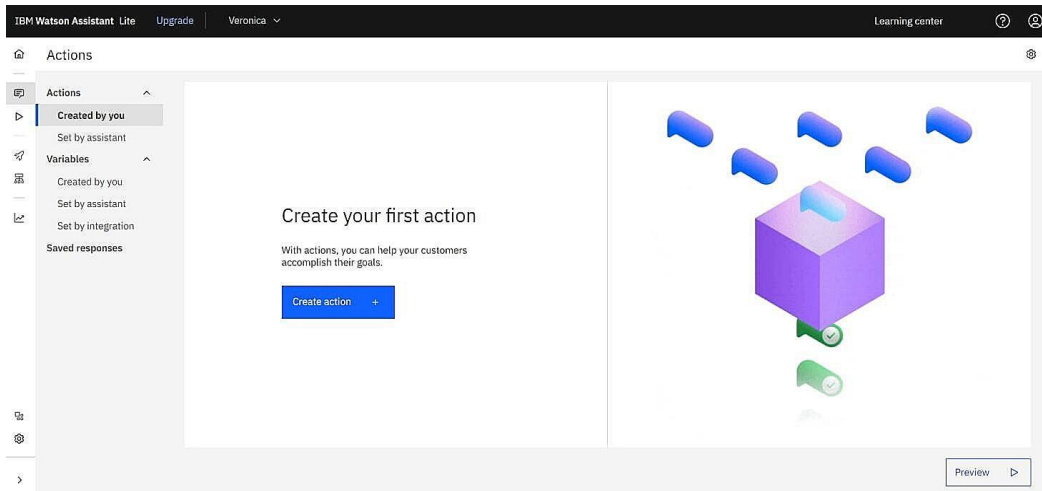 IBM Watson Assistant Lite Upgrade Veronica Learning center
Actions
Actions
Created by you
Set by assistant
Variables
Created by you
Set by assistant
Set by integration
Saved responses
Create your first action
With actions, you can help your customers
accomplish their goals.
Create action +
Preview